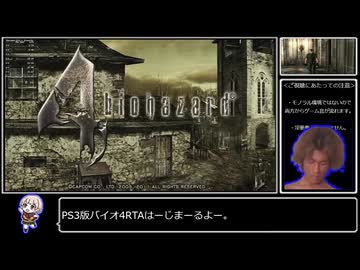 4
biohazard
©CAPCOM CO., LTD. 2005, 2011 ALL RIGHTS RESERVED.
<ご視聴にあたっての注意>
・モノラル環境ではないので
両方からゲーム音が流れます。
PS3版バイオ4RTAはーじまーるよー。